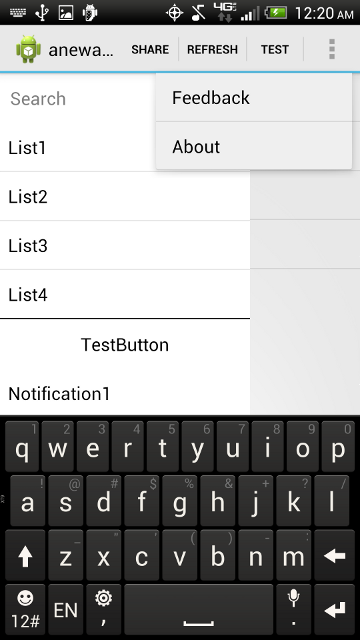 4G 12:20 AM
anewa... SHARE REFRESH TEST
Search
Feedback
About
List1
List2
List3
List4
TestButton
Notification1
1 2 3 4 5 6 7 8 9 0
q w e r t y u i o p
! @ # $ % & + ? /
a s d f g h j k l
_ - ' ( ) : ;
z x c v b n m
12# EN , .